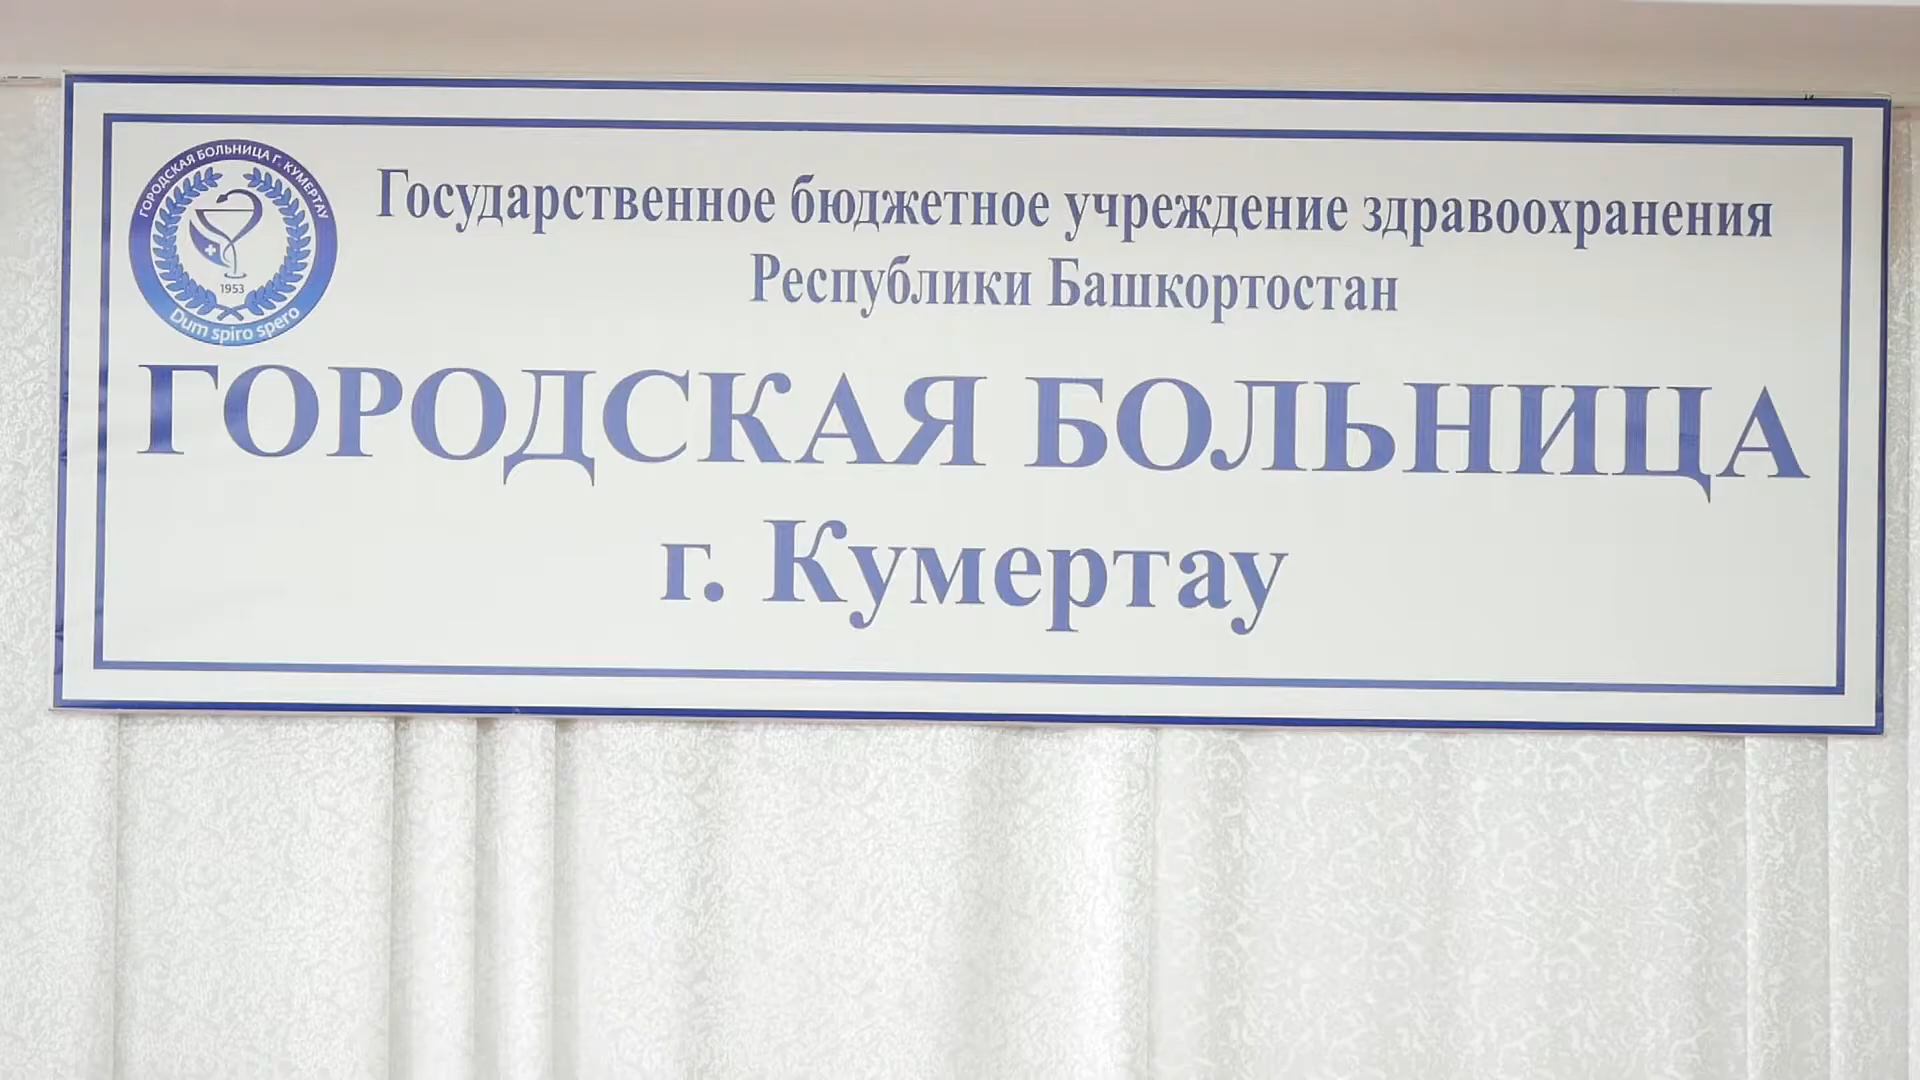 ГОРОДСКАЯ БОЛЬНИЦА Г. КУМЕРТАУ
1953
Dum spiro spero
Государственное бюджетное учреждение здравоохранения
Республики Башкортостан
ГОРОДСКАЯ БОЛЬНИЦА
г. Кумертау